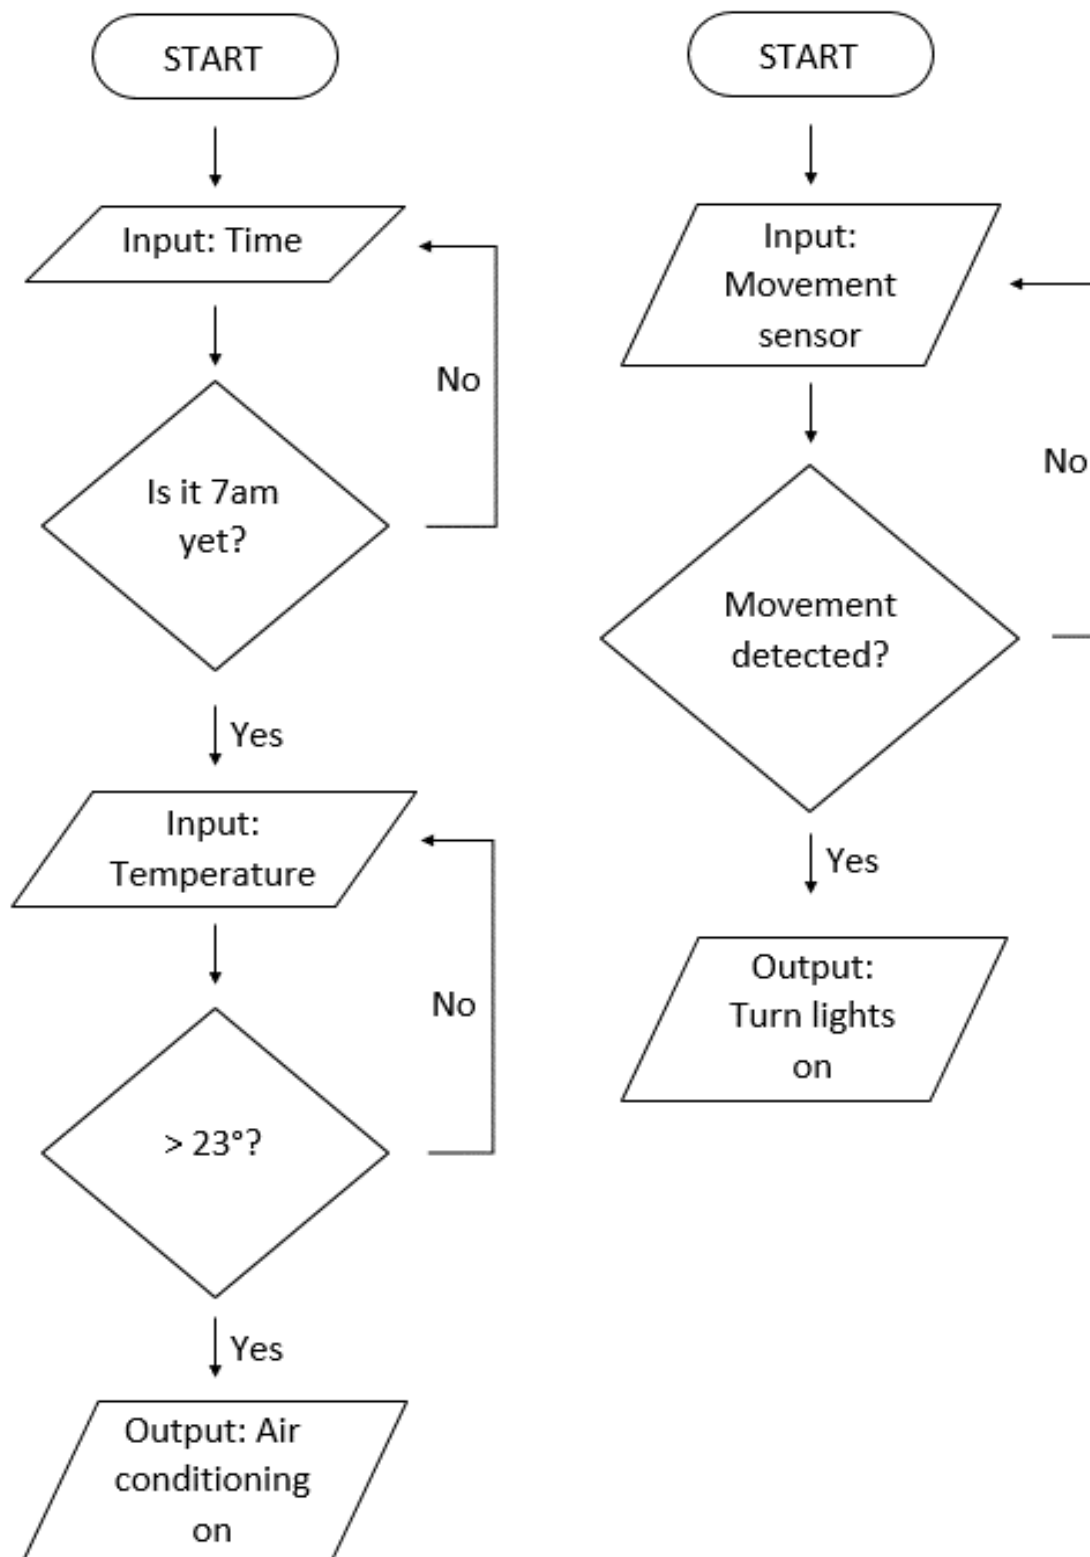 START
Input: Time
No
Is it 7am
yet?
Yes
Input:
Temperature
No
> 23°?
Yes
Output: Air
conditioning
on
START
Input:
Movement
sensor
No
Movement
detected?
Yes
Output:
Turn lights
on